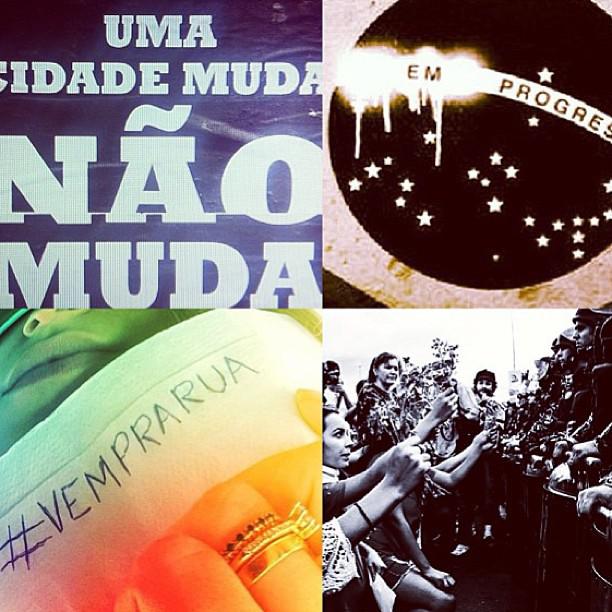 UMA
CIDADE MUDA
NÃO
MUDA
EM PROGRES
#VEMPRARUA